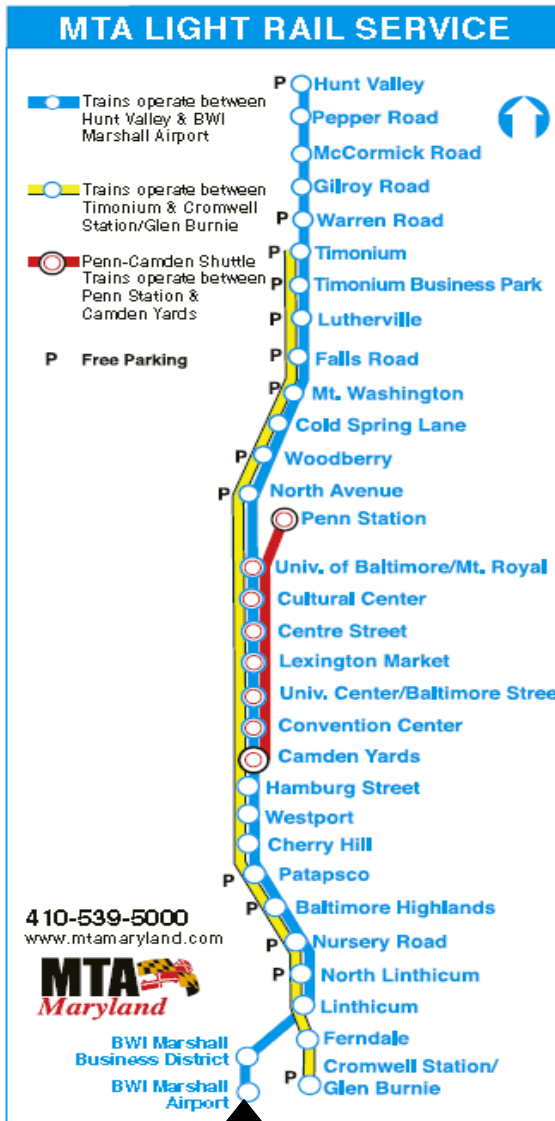 MTA LIGHT RAIL SERVICE
Trains operate between
Hunt Valley & BWI
Marshall Airport
Trains operate between
Timonium & Cromwell
Station/Glen Burnie
Penn-Camden Shuttle
Trains operate between
Penn Station &
Camden Yards
P Free Parking
P Hunt Valley
Pepper Road
McCormick Road
Gilroy Road
P Warren Road
P Timonium
P Timonium Business Park
P Lutherville
P Falls Road
P Mt. Washington
Cold Spring Lane
P Woodberry
P North Avenue
Penn Station
Univ. of Baltimore/Mt. Royal
Cultural Center
Centre Street
Lexington Market
Univ. Center/Baltimore Stree
Convention Center
Camden Yards
Hamburg Street
Westport
Cherry Hill
P Patapsco
P Baltimore Highlands
P Nursery Road
P North Linthicum
Linthicum
Ferndale
P Cromwell Station/
Glen Burnie
BWI Marshall
Business District
BWI Marshall
Airport
410-539-5000
www.mtamaryland.com
MTA
Maryland